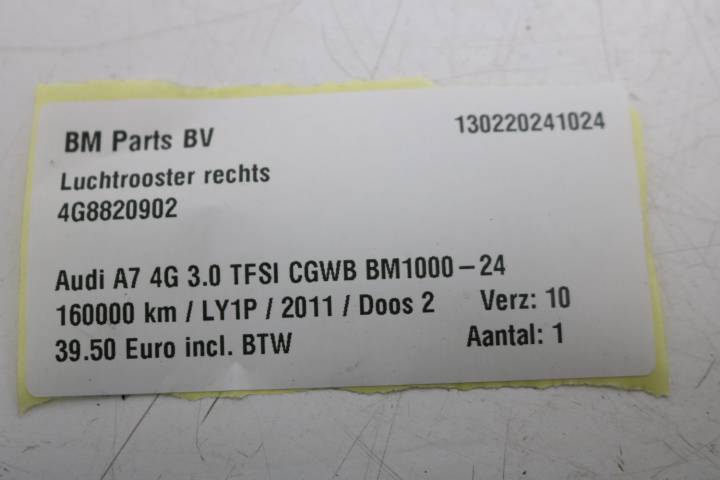 BM Parts BV 130220241024
Luchtrooster rechts
4G8820902
Audi A7 4G 3.0 TFSI CGWB BM1000-24
160000 km / LY1P / 2011 / Doos 2 Verz: 10
39.50 Euro incl. BTW Aantal: 1